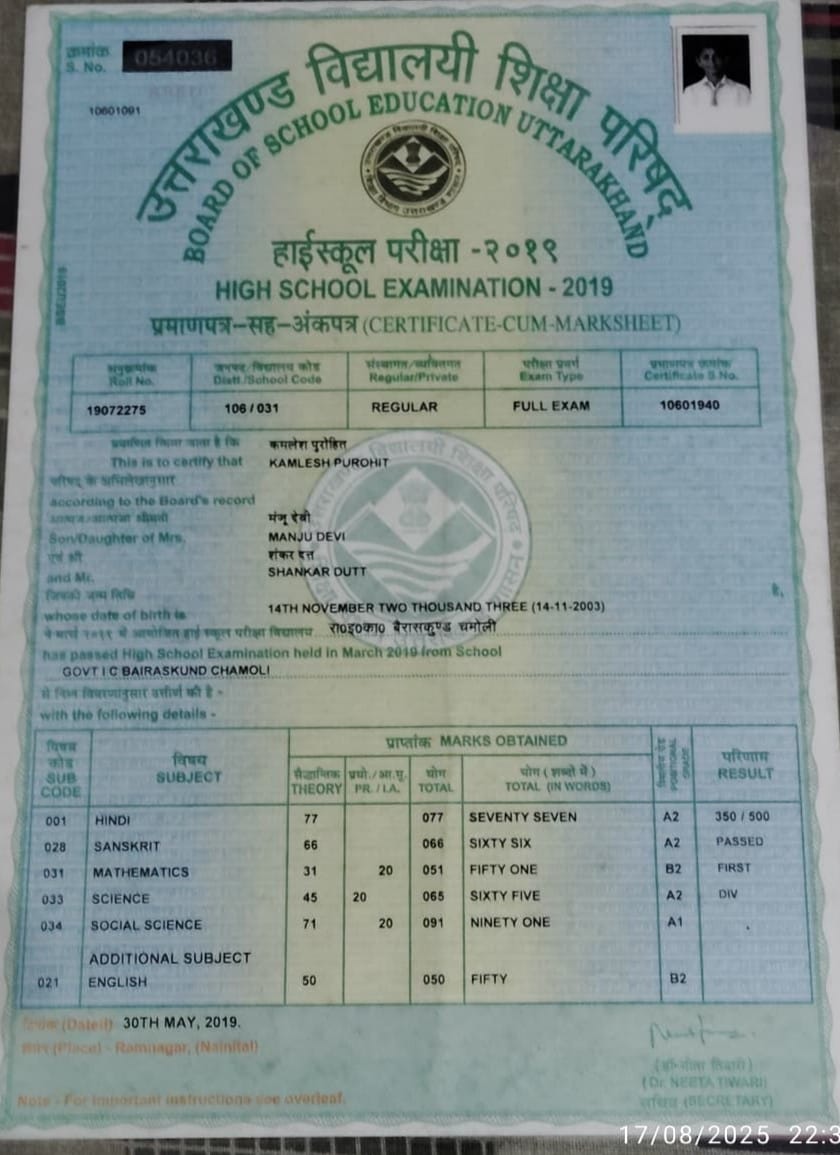 क्रमांक
S. No. 054036
10601091
उत्तराखण्ड विद्यालयी शिक्षा परिषद्
BOARD OF SCHOOL EDUCATION UTTARAKHAND
हाईस्कूल परीक्षा -२०१९
HIGH SCHOOL EXAMINATION - 2019
प्रमाणपत्र-सह-अंकपत्र (CERTIFICATE-CUM-MARKSHEET)
अनुक्रमांक जनपद/विद्यालय कोड संस्थागत/व्यक्तिगत परीक्षा प्रवर्ग प्रमाणपत्र क्रमांक
Roll No. Distt./School Code Regular/Private Exam Type Certificate S.No.
19072275 106 / 031 REGULAR FULL EXAM 10601940
प्रमाणित किया जाता है कि कमलेश पुरोहित
This is to certify that KAMLESH PUROHIT
परिषद् के अभिलेखानुसार
according to the Board's record
आत्मज/आत्मजा श्रीमती मंजू देवी
Son/Daughter of Mrs. MANJU DEVI
एवं श्री शंकर दत्त
and Mr. SHANKAR DUTT
जिसकी जन्म तिथि है,
whose date of birth is 14TH NOVEMBER TWO THOUSAND THREE (14-11-2003)
ने मार्च २०१९ में आयोजित हाई स्कूल परीक्षा विद्यालय रा०इ०का० बैरासकुण्ड चमोली
has passed High School Examination held in March 2019 from School
GOVT I C BAIRASKUND CHAMOLI
से निम्न विवरणानुसार उत्तीर्ण की है -
with the following details -
विषय कोड विषय प्राप्तांक MARKS OBTAINED परिणाम
SUB CODE SUBJECT सैद्धान्तिक THEORY प्रयो./आ.मू. PR. / I.A. योग TOTAL योग (शब्दों में) TOTAL (IN WORDS) POSITIONAL GRADE RESULT
001 HINDI 77 077 SEVENTY SEVEN A2 350 / 500
028 SANSKRIT 66 066 SIXTY SIX A2 PASSED
031 MATHEMATICS 31 20 051 FIFTY ONE B2 FIRST
033 SCIENCE 45 20 065 SIXTY FIVE A2 DIV
034 SOCIAL SCIENCE 71 20 091 NINETY ONE A1
ADDITIONAL SUBJECT
021 ENGLISH 50 050 FIFTY B2
दिनांक (Dated) 30TH MAY, 2019.
स्थान (Place) - Ramnagar, (Nainital)
(डॉ० नीता तिवारी)
(Dr. NEETA TIWARI)
सचिव (SECRETARY)
Note - For important instructions see overleaf.
17/08/2025 22:3